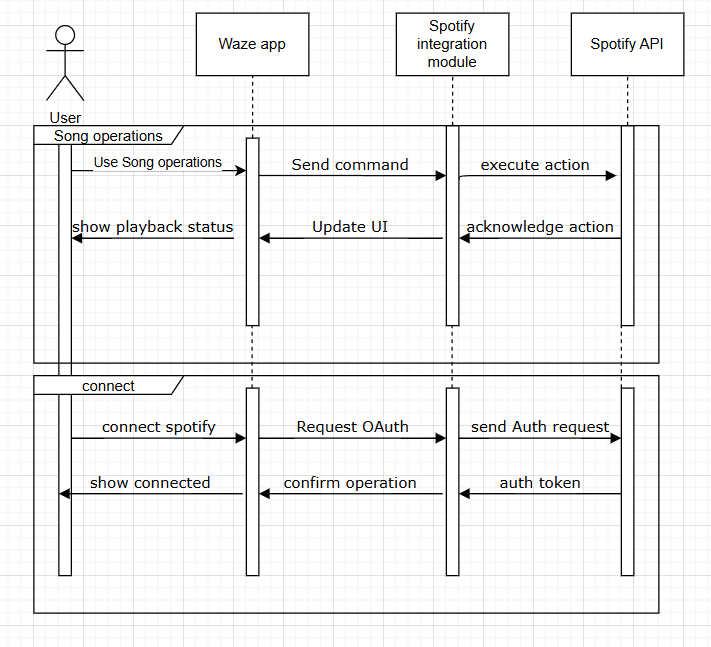 Waze app
Spotify
integration
module
Spotify API
User
Song operations
Use Song operations
Send command
execute action
show playback status
Update UI
acknowledge action
connect
connect spotify
Request OAuth
send Auth request
show connected
confirm operation
auth token